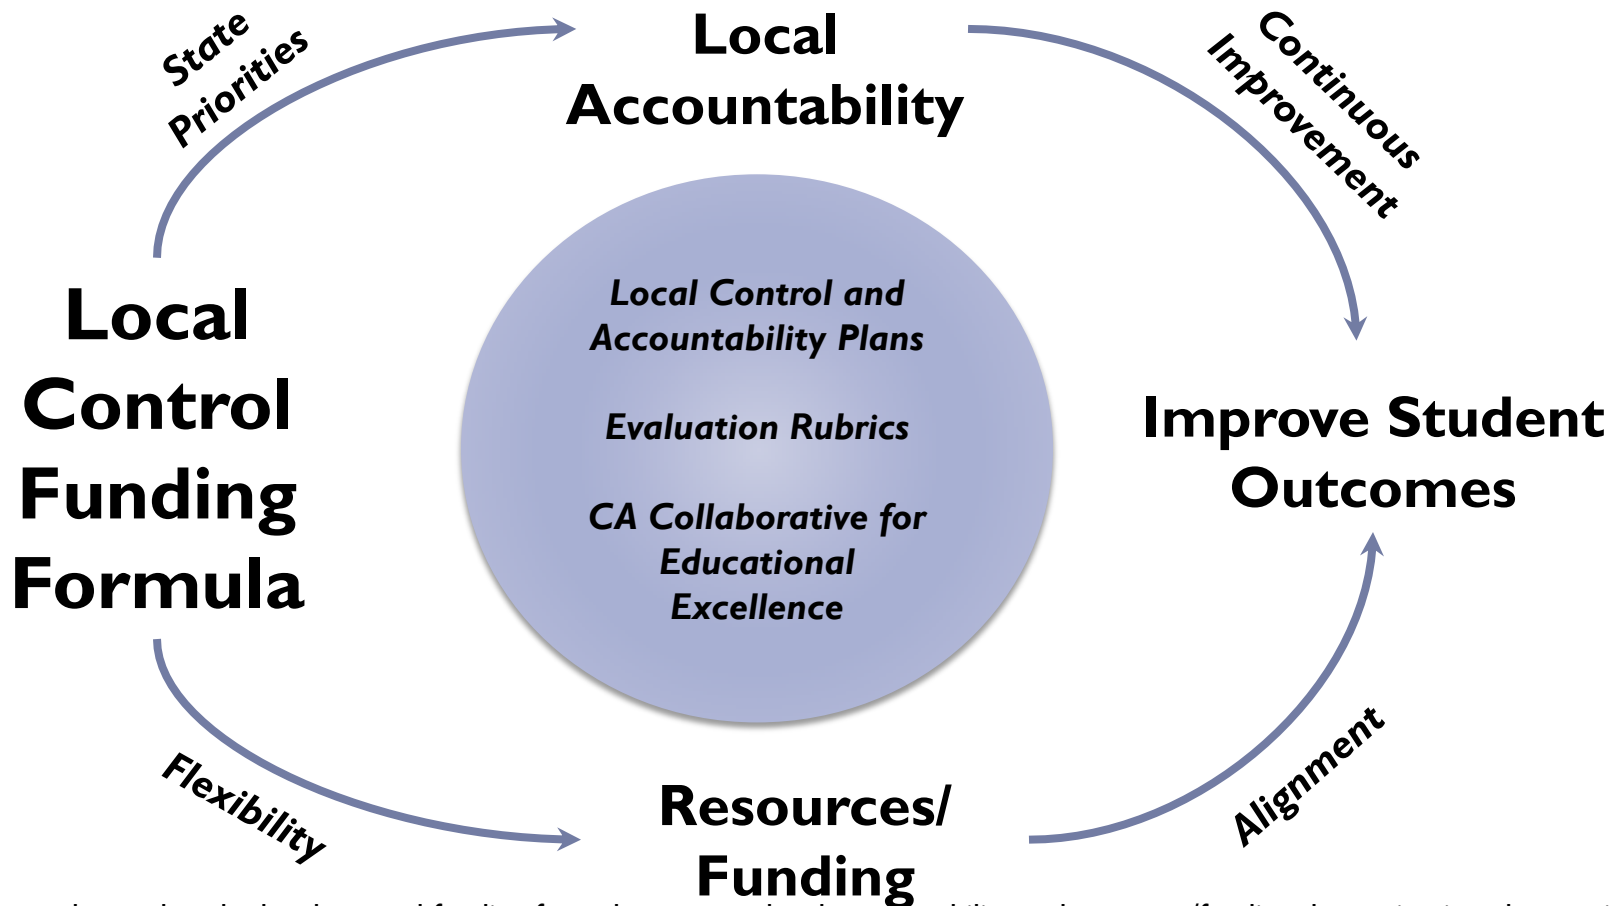 State
Priorities
Local
Accountability
Continuous
Improvement
Local
Control
Funding
Formula
Local Control and
Accountability Plans
Evaluation Rubrics
CA Collaborative for
Educational
Excellence
Improve Student
Outcomes
Flexibility
Resources/
Funding
Alignment